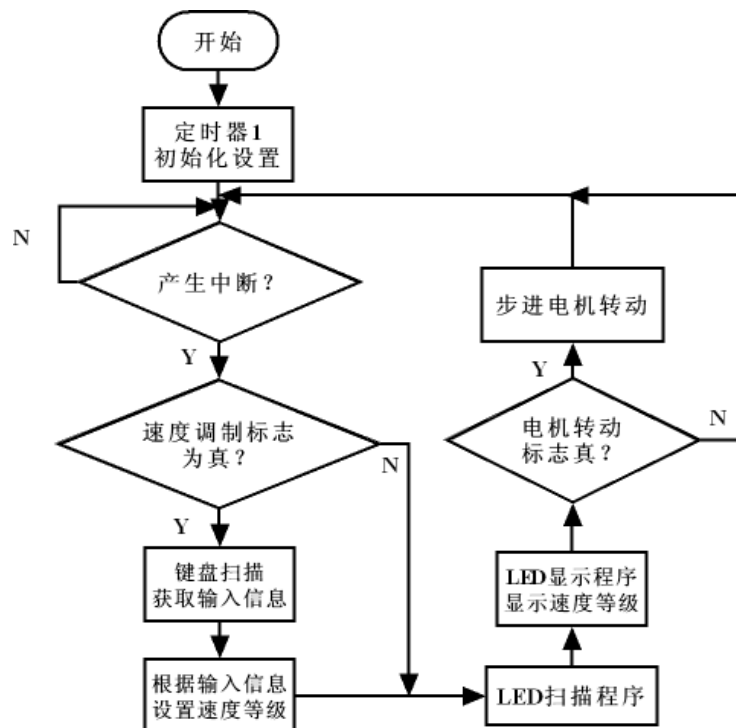 开始
定时器1
初始化设置
N
产生中断？
Y
速度调制标志
为真？
N
Y
键盘扫描
获取输入信息
根据输入信息
设置速度等级
LED扫描程序
LED显示程序
显示速度等级
电机转动
标志真？
N
Y
步进电机转动